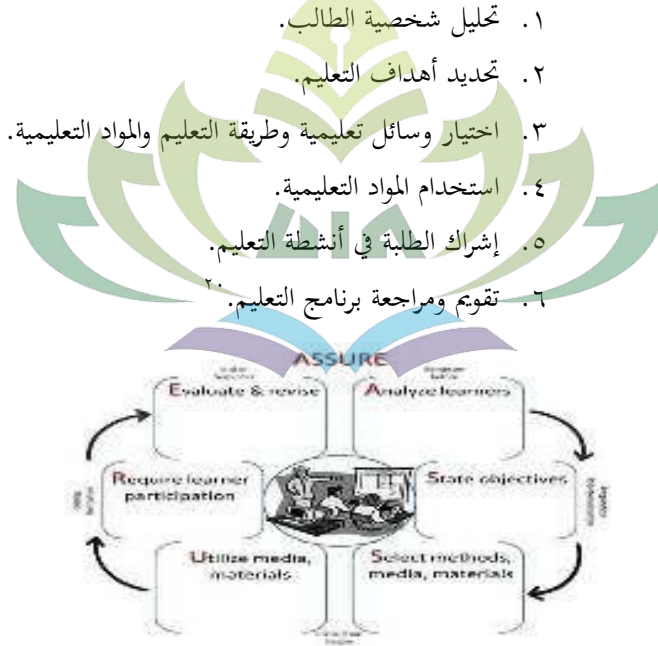 ١. تحليل شخصية الطالب.
٢. تحديد أهداف التعليم.
٣. اختيار وسائل تعليمية وطريقة التعليم والمواد التعليمية.
٤. استخدام المواد التعليمية.
٥. إشراك الطلبة في أنشطة التعليم.
٦. تقويم ومراجعة برنامج التعليم.٢٠
ASSURE
Evaluate & revise
Analyze learners
Require learner
participation
State objectives
Utilize media,
materials
Select methods,
media, materials